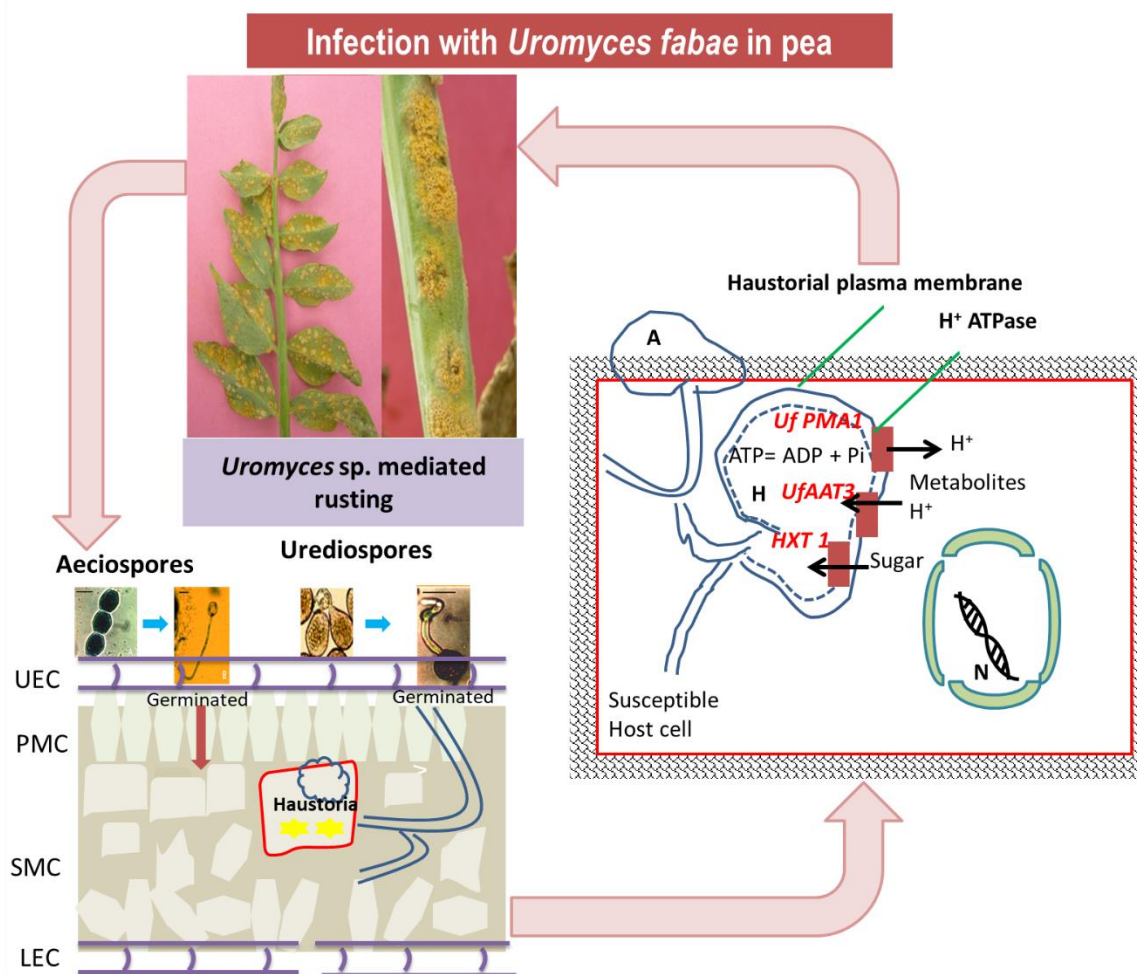 Infection with Uromyces fabae in pea
Uromyces sp. mediated
rusting
Aeciospores
Urediospores
Germinated
Germinated
UEC
PMC
SMC
LEC
Haustoria
Haustorial plasma membrane
H⁺ ATPase
A
Uf PMA1
ATP= ADP + Pi
H⁺
H
UfAAT3
Metabolites
H⁺
HXT 1
Sugar
N
Susceptible
Host cell